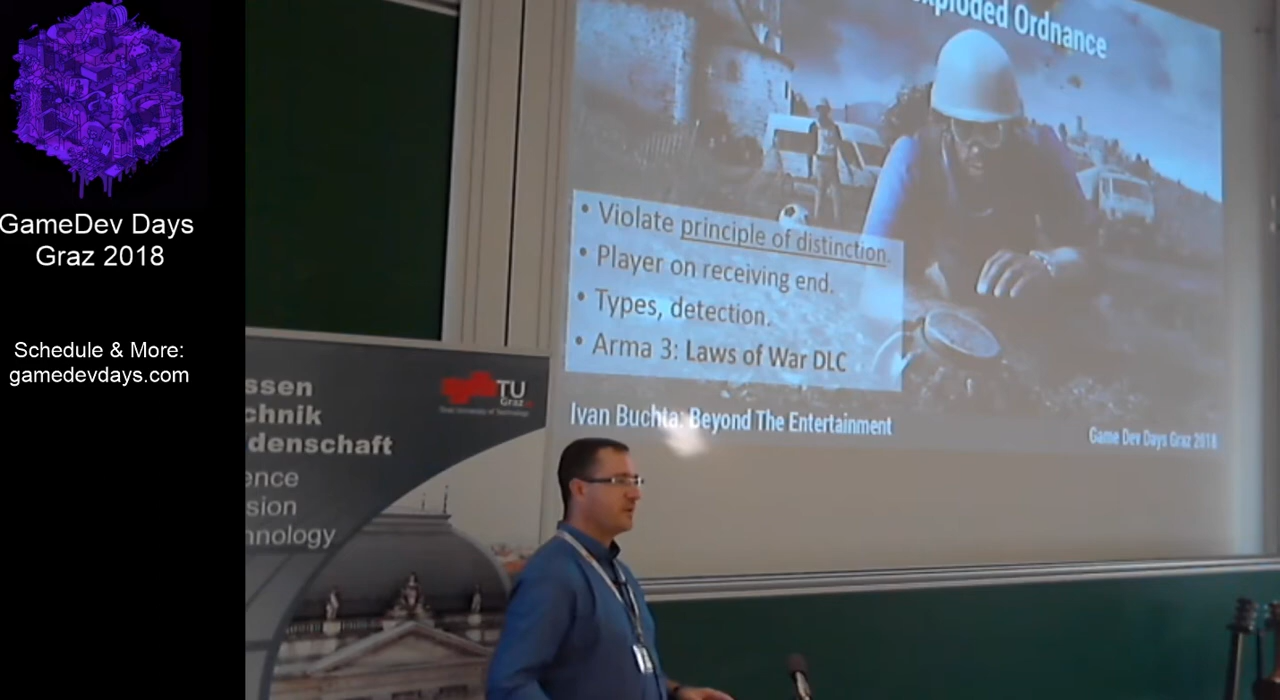 GameDev Days
Graz 2018
Schedule & More:
gamedevdays.com
xploded Ordnance
• Violate principle of distinction.
• Player on receiving end.
• Types, detection.
• Arma 3: Laws of War DLC
Ivan Buchta: Beyond The Entertainment
Game Dev Days Graz 2018
ssen
chnik
denschaft
ence
sion
hnology
TU
Graz